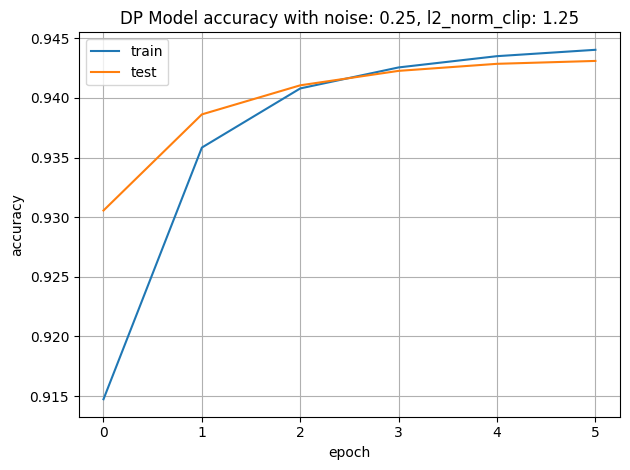 DP Model accuracy with noise: 0.25, l2_norm_clip: 1.25
0.945
train
test
0.940
0.935
0.930
accuracy
0.925
0.920
0.915
0 1 2 3 4 5
epoch